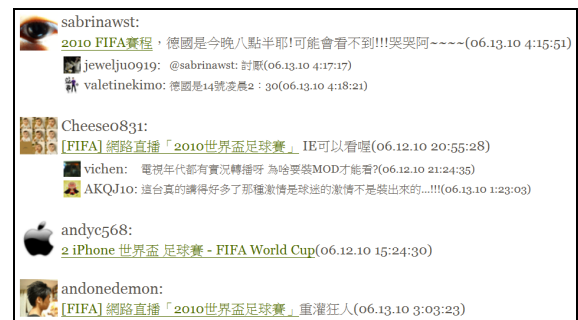 sabrinawst:
2010 FIFA賽程，德國是今晚八點半耶!可能會看不到!!!哭哭阿~~~~(06.13.10 4:15:51)
jewelju0919: @sabrinawst: 討厭(06.13.10 4:17:17)
valetinekimo: 德國是14號凌晨2：30(06.13.10 4:18:21)
Cheese0831:
[FIFA] 網路直播「2010世界盃足球賽」 IE可以看喔(06.12.10 20:55:28)
vichen: 電視年代都有實況轉播呀 為啥要裝MOD才能看?(06.12.10 21:24:35)
AKQJ10: 這台真的講得好多了那種激情是球迷的激情不是裝出來的...!!!(06.13.10 1:23:03)
andyc568:
2 iPhone 世界盃 足球賽 - FIFA World Cup(06.12.10 15:24:30)
andonedemon:
[FIFA] 網路直播「2010世界盃足球賽」重灌狂人(06.13.10 3:03:23)